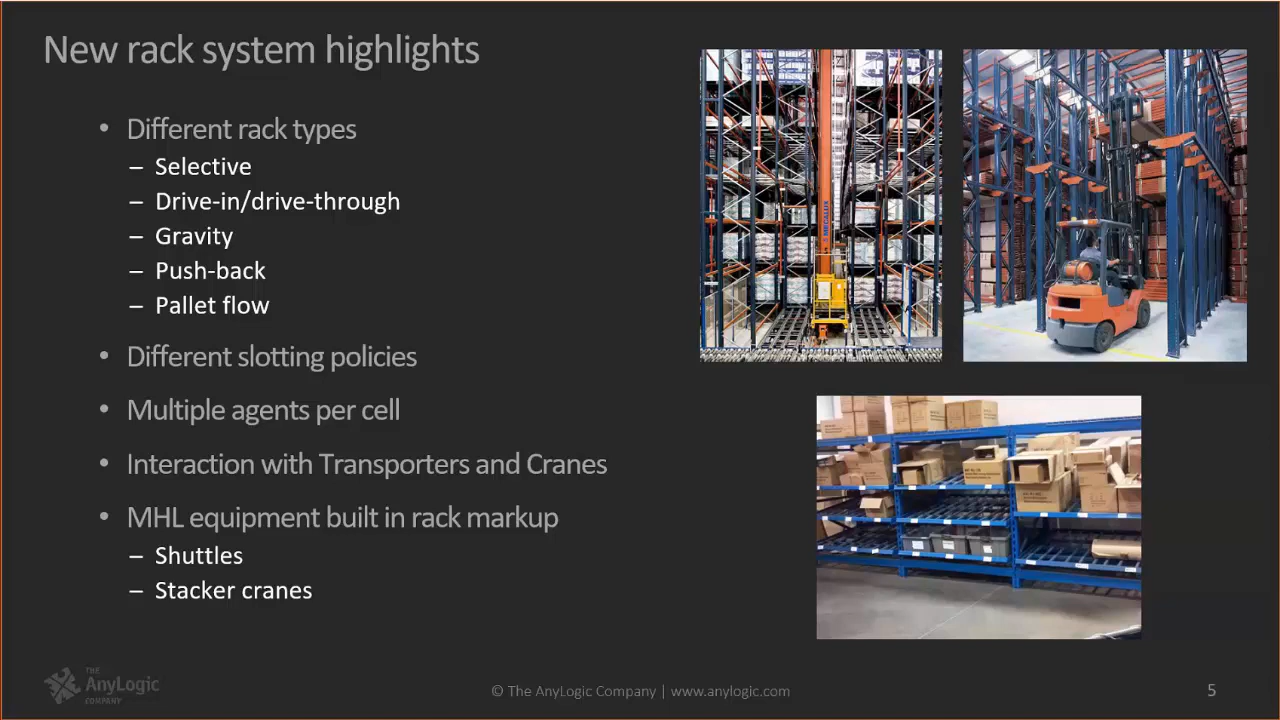 New rack system highlights
• Different rack types
– Selective
– Drive-in/drive-through
– Gravity
– Push-back
– Pallet flow
• Different slotting policies
• Multiple agents per cell
• Interaction with Transporters and Cranes
• MHL equipment built in rack markup
– Shuttles
– Stacker cranes
THE
AnyLogic
COMPANY
© The AnyLogic Company | www.anylogic.com
5